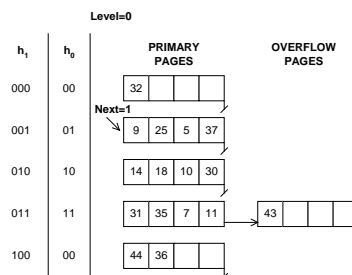 Level=0
h1 h0 PRIMARY PAGES OVERFLOW PAGES
000 00 32
Next=1
001 01 9 25 5 37
010 10 14 18 10 30
011 11 31 35 7 11 43
100 00 44 36